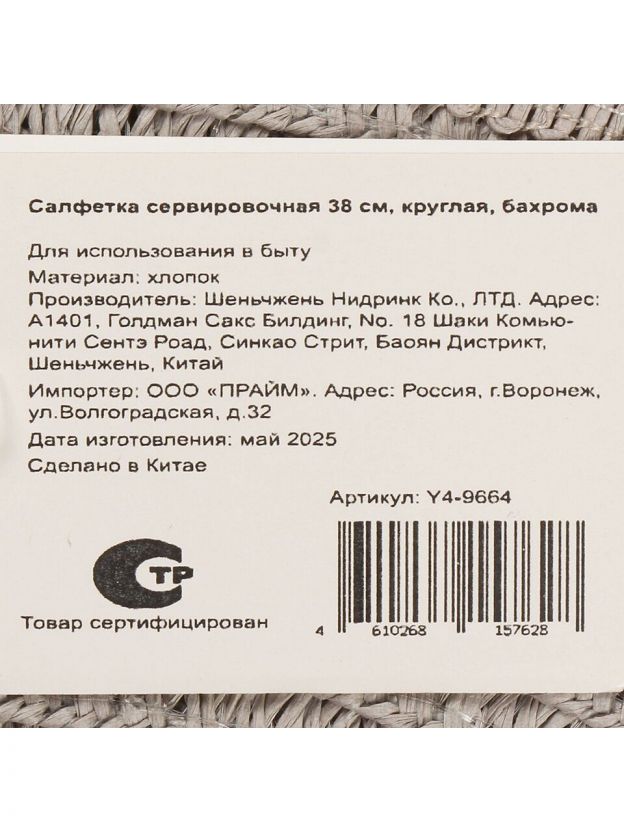 Салфетка сервировочная 38 см, круглая, бахрома
Для использования в быту
Материал: хлопок
Производитель: Шеньчжень Нидринк Ко., ЛТД. Адрес:
А1401, Голдман Сакс Билдинг, No. 18 Шаки Комью-
нити Сентэ Роад, Синкао Стрит, Баоян Дистрикт,
Шеньчжень, Китай
Импортер: ООО «ПРАЙМ». Адрес: Россия, г.Воронеж,
ул.Волгоградская, д.32
Дата изготовления: май 2025
Сделано в Китае
Артикул: Y4-9664
СТР
Товар сертифицирован
4 610268 157628